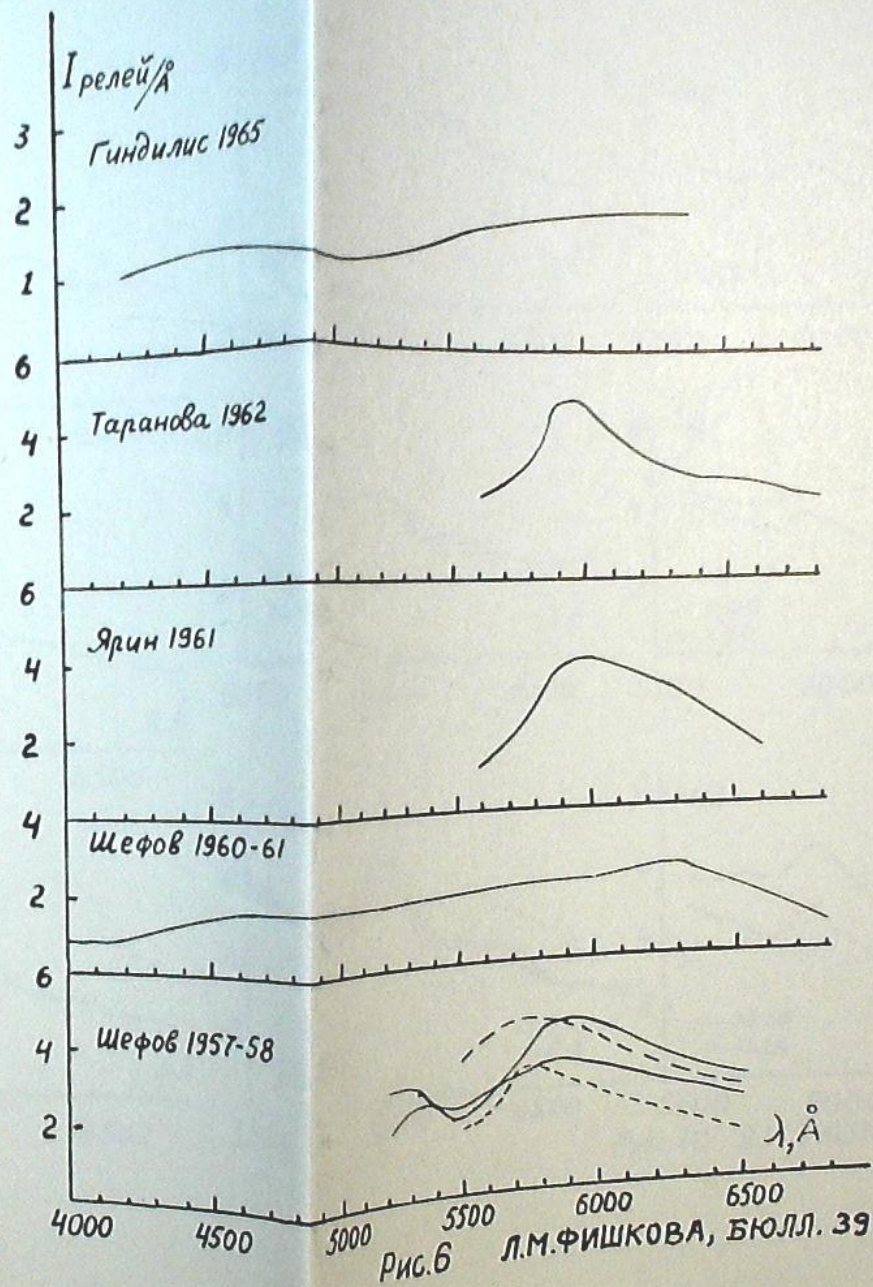 I релей/Å
3
Гиндилис 1965
2
1
6
Таранова 1962
4
2
6
Ярин 1961
4
2
4
Шефов 1960-61
2
6
Шефов 1957-58
4
2
λ, Å
4000 4500 5000 5500 6000 6500
Рис.6 Л.М.ФИШКОВА, БЮЛЛ. 39